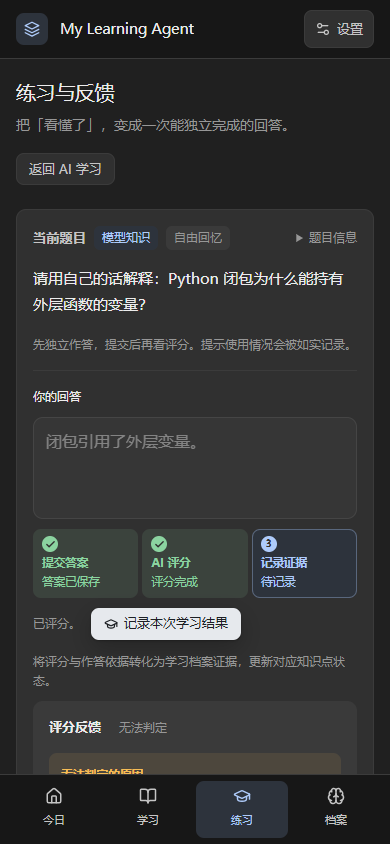 My Learning Agent
设置
练习与反馈
把「看懂了」，变成一次能独立完成的回答。
返回 AI 学习
当前题目 模型知识 自由回忆 ▶ 题目信息
请用自己的话解释：Python 闭包为什么能持有
外层函数的变量？
先独立作答，提交后再看评分。提示使用情况会被如实记录。
你的回答
闭包引用了外层变量。
提交答案
答案已保存
AI 评分
评分完成
3
记录证据
待记录
已评分。 记录本次学习结果
将评分与作答依据转化为学习档案证据，更新对应知识点状
态。
评分反馈 无法判定
无法判定的原因
今日 学习 练习 档案